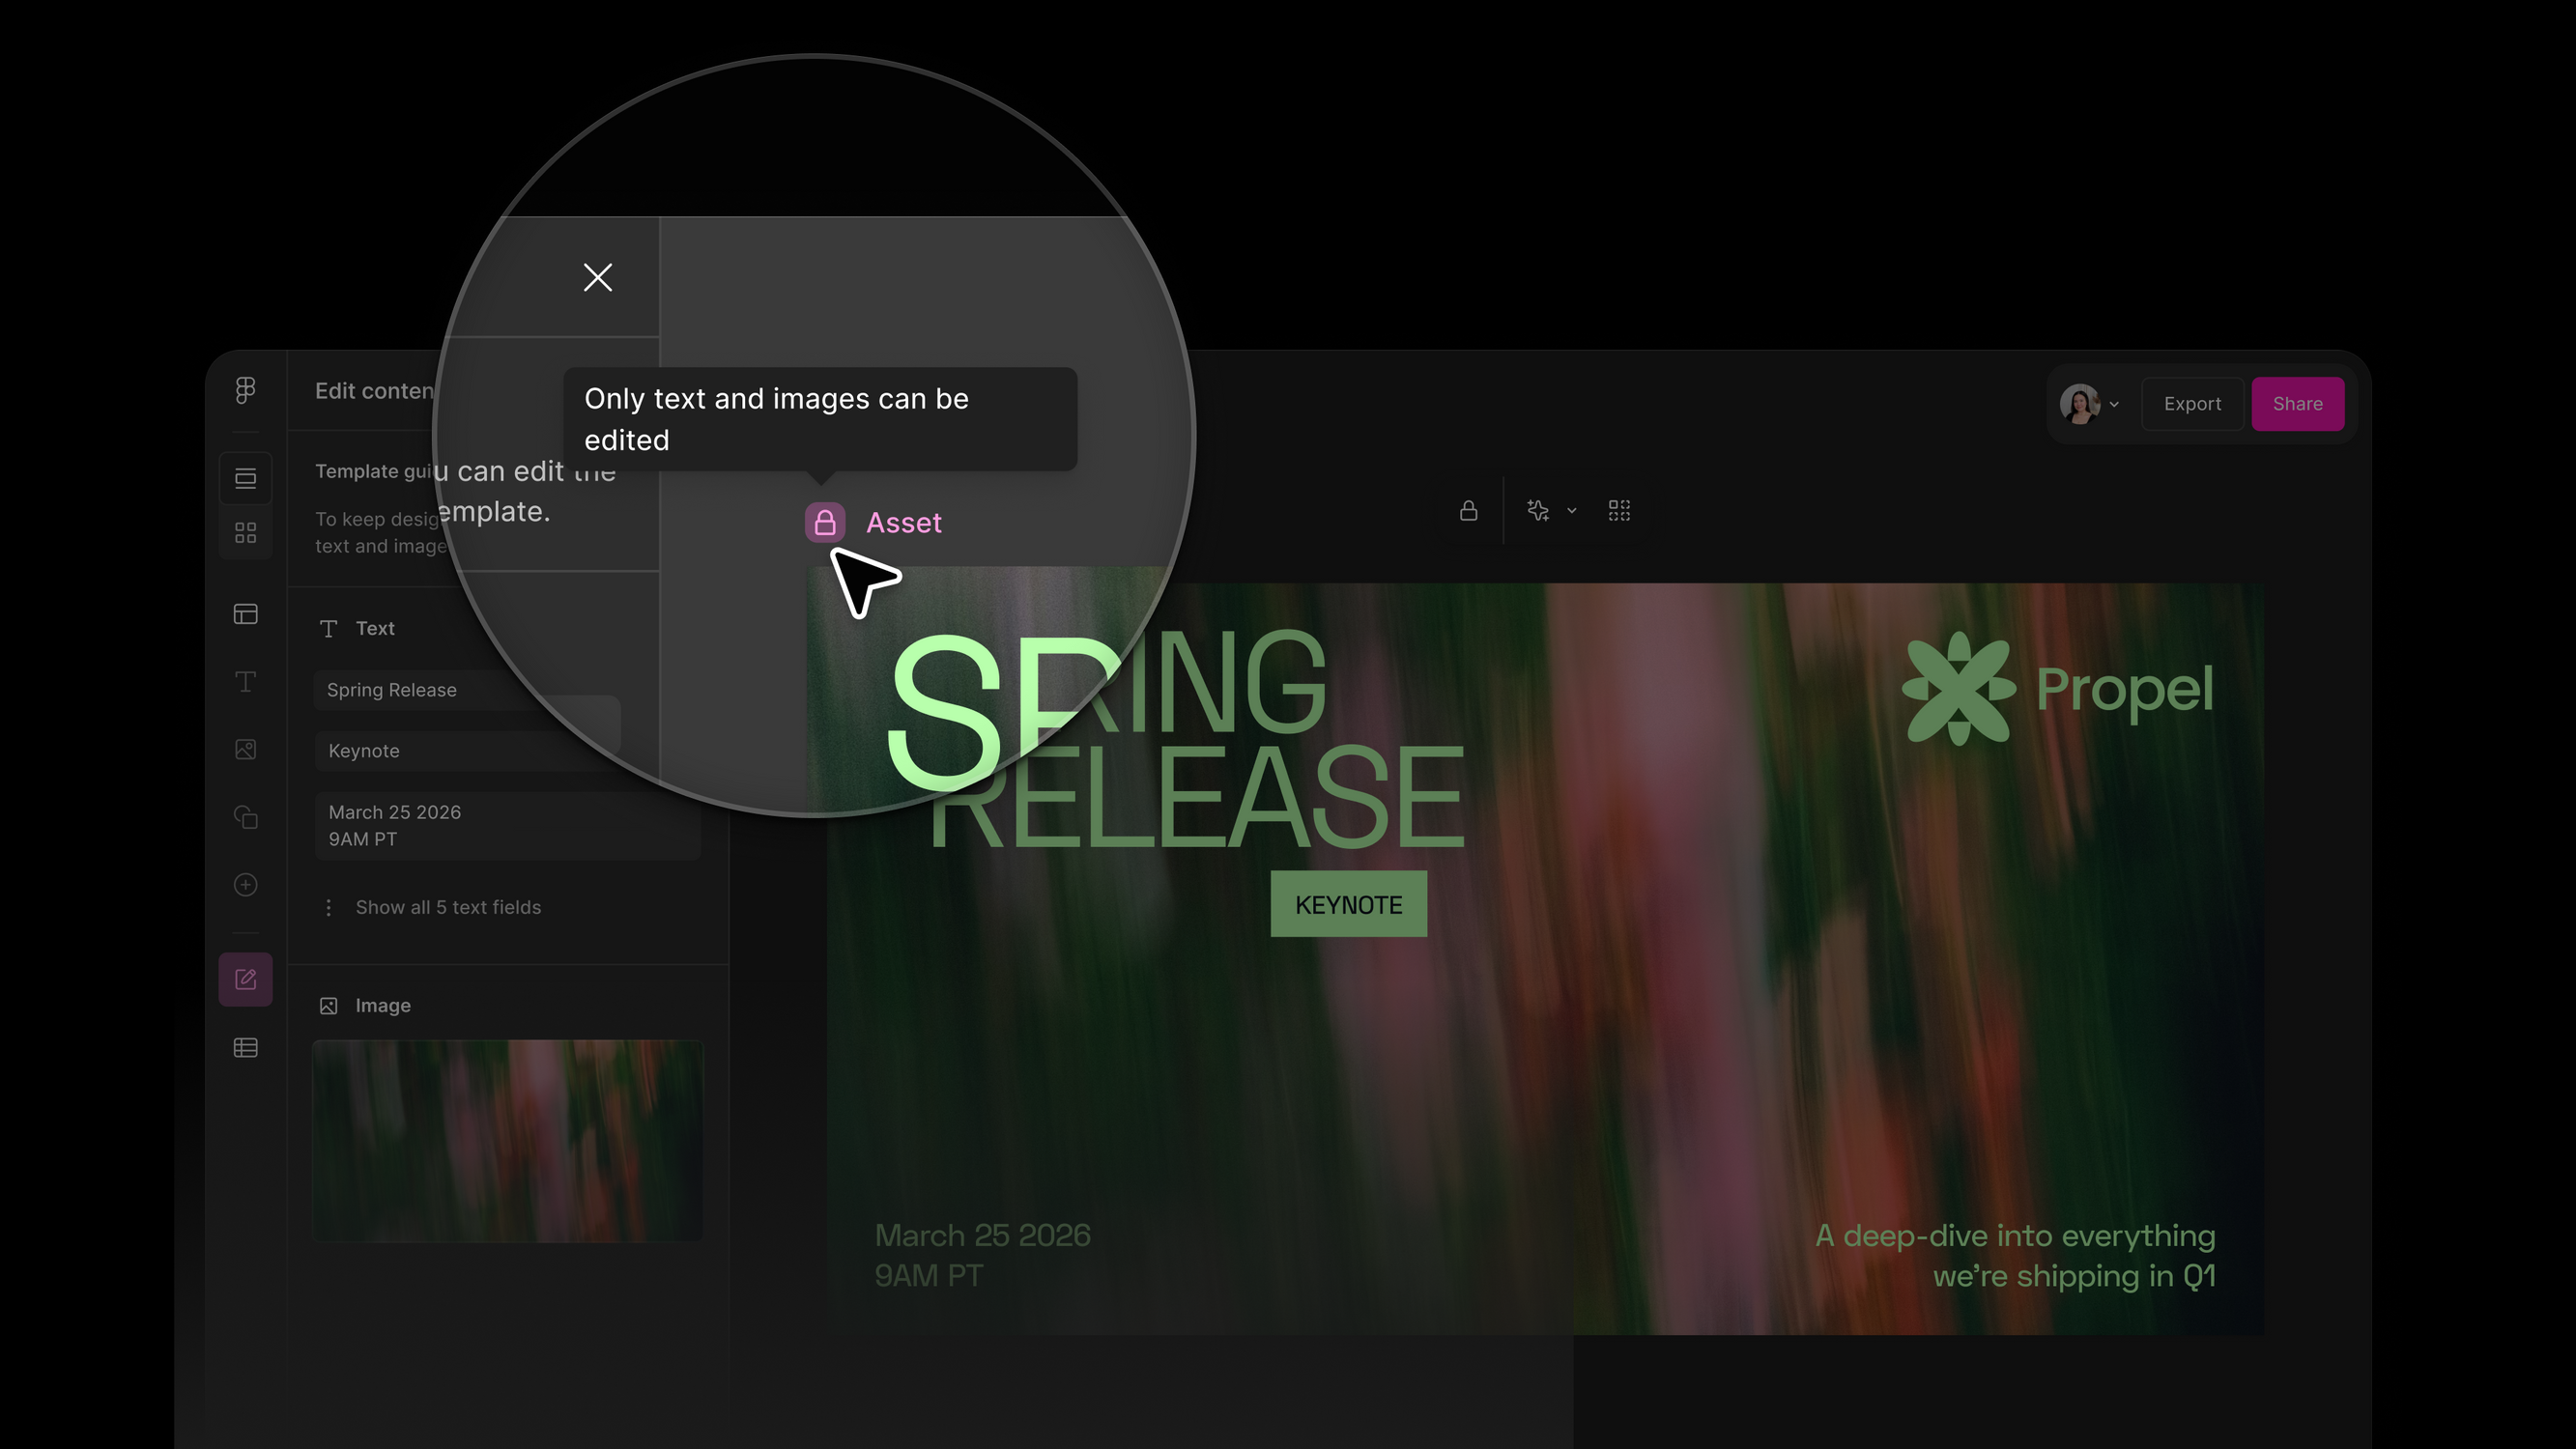 Edit conten
Template gui
To keep desig
text and image
u can edit the
emplate.
Only text and images can be
edited
Asset
Text
Spring Release
Keynote
March 25 2026
9AM PT
Show all 5 text fields
Image
Export
Share
SPRING
RELEASE
KEYNOTE
Propel
March 25 2026
9AM PT
A deep-dive into everything
we're shipping in Q1